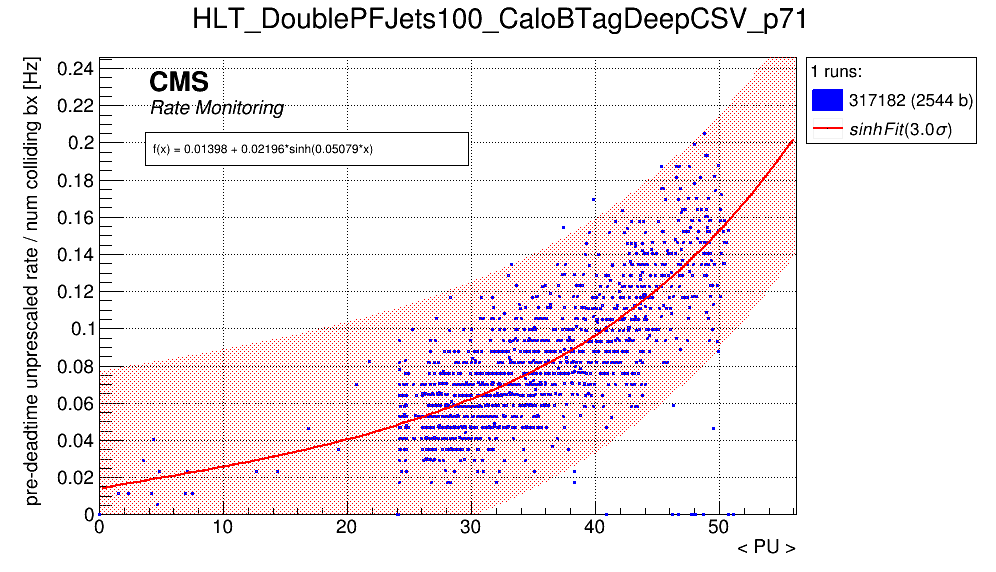 HLT_DoublePFJets100_CaloBTagDeepCSV_p71
pre-deadtime unprescaled rate / num colliding bx [Hz]
0.24
0.22
0.2
0.18
0.16
0.14
0.12
0.1
0.08
0.06
0.04
0.02
0
CMS
Rate Monitoring
f(x) = 0.01398 + 0.02196*sinh(0.05079*x)
1 runs:
317182 (2544 b)
sinhFit(3.0σ)
0 10 20 30 40 50
< PU >